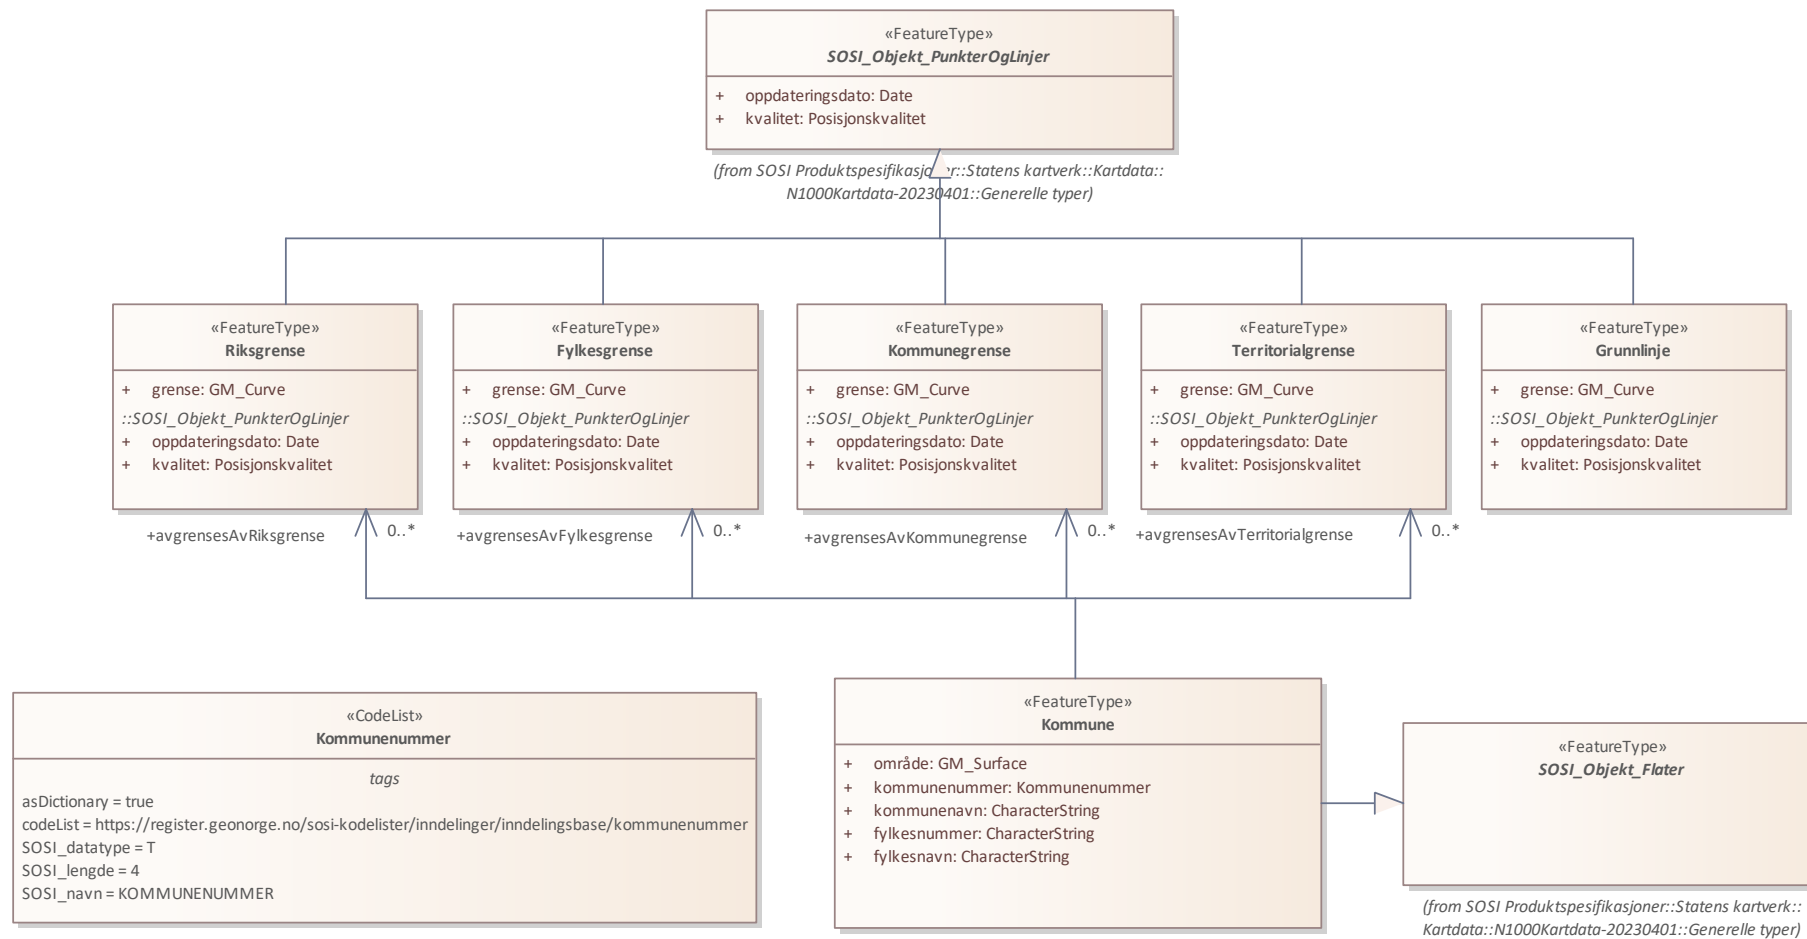 «FeatureType»
SOSI_Objekt_PunkterOgLinjer
+ oppdateringsdato: Date
+ kvalitet: Posisjonskvalitet
(from SOSI Produktspesifikasjoner::Statens kartverk::Kartdata::
N1000Kartdata-20230401::Generelle typer)
«FeatureType»
Riksgrense
+ grense: GM_Curve
::SOSI_Objekt_PunkterOgLinjer
+ oppdateringsdato: Date
+ kvalitet: Posisjonskvalitet
«FeatureType»
Fylkesgrense
+ grense: GM_Curve
::SOSI_Objekt_PunkterOgLinjer
+ oppdateringsdato: Date
+ kvalitet: Posisjonskvalitet
«FeatureType»
Kommunegrense
+ grense: GM_Curve
::SOSI_Objekt_PunkterOgLinjer
+ oppdateringsdato: Date
+ kvalitet: Posisjonskvalitet
«FeatureType»
Territorialgrense
+ grense: GM_Curve
::SOSI_Objekt_PunkterOgLinjer
+ oppdateringsdato: Date
+ kvalitet: Posisjonskvalitet
«FeatureType»
Grunnlinje
+ grense: GM_Curve
::SOSI_Objekt_PunkterOgLinjer
+ oppdateringsdato: Date
+ kvalitet: Posisjonskvalitet
+avgrensesAvRiksgrense 0..*
+avgrensesAvFylkesgrense 0..*
+avgrensesAvKommunegrense 0..*
+avgrensesAvTerritorialgrense 0..*
«CodeList»
Kommunenummer
tags
asDictionary = true
codeList = https://register.geonorge.no/sosi-kodelister/inndelinger/inndelingsbase/kommunenummer
SOSI_datatype = T
SOSI_lengde = 4
SOSI_navn = KOMMUNENUMMER
«FeatureType»
Kommune
+ område: GM_Surface
+ kommunenummer: Kommunenummer
+ kommunenavn: CharacterString
+ fylkesnummer: CharacterString
+ fylkesnavn: CharacterString
«FeatureType»
SOSI_Objekt_Flater
(from SOSI Produktspesifikasjoner::Statens kartverk::
Kartdata::N1000Kartdata-20230401::Generelle typer)